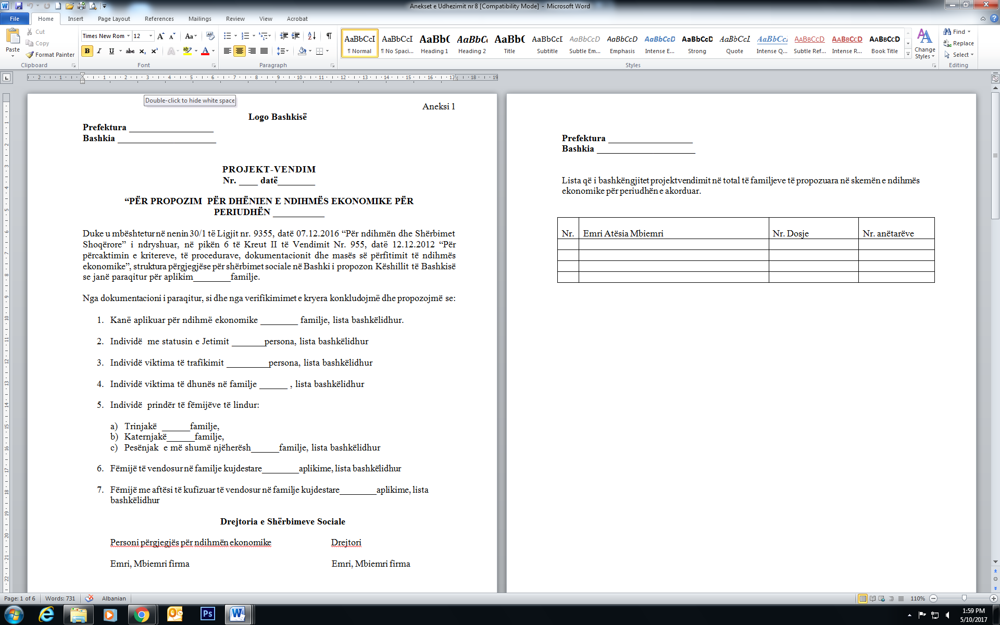 Anekset e Udhezimit nr 8 [Compatibility Mode] - Microsoft Word
File Home Insert Page Layout References Mailings Review View Acrobat
Paste
Cut
Copy
Format Painter
Clipboard
Times New Rom 12
Font
Paragraph
AaBbCcI AaBbCcI AaBbC AaBbCc AaBbC AaBbCcI AaBbCcD AaBbCcD AaBbCcD AaBbCcD AaBbCcI AaBbCc. AaBbCcD AaBbCcD AaBbCcD
¶ Normal ¶ No Spaci... Heading 1 Heading 2 Title Subtitle Subtle Em... Emphasis Intense E... Strong Quote Intense Q... Subtle Ref... Intense R... Book Title
Styles
Change Styles
Find
Replace
Select
Editing
Double-click to hide white space
Aneksi 1
Logo Bashkisë
Prefektura __________________
Bashkia _____________________
PROJEKT-VENDIM
Nr. ____ datë________
“PËR PROPOZIM PËR DHËNIEN E NDIHMËS EKONOMIKE PËR
PERIUDHËN ___________
Duke u mbështetur në nenin 30/1 të Ligjit nr. 9355, datë 07.12.2016 “Për ndihmën dhe Shërbimet
Shoqërore” i ndryshuar, në pikën 6 të Kreut II të Vendimit Nr. 955, datë 12.12.2012 “Për
përcaktimin e kritereve, të procedurave, dokumentacionit dhe masës së përfitimit të ndihmës
ekonomike”, struktura përgjegjëse për shërbimet sociale në Bashki i propozon Këshillit të Bashkisë
se janë paraqitur për aplikim________familje.
Nga dokumentacioni i paraqitur, si dhe nga verifikimimet e kryera konkludojmë dhe propozojmë se:
1. Kanë aplikuar për ndihmë ekonomike ________ familje, lista bashkëlidhur.
2. Individë me statusin e Jetimit _______persona, lista bashkëlidhur
3. Individë viktima të trafikimit _________persona, lista bashkëlidhur
4. Individë viktima të dhunës në familje ______ , lista bashkëlidhur
5. Individë prindër të fëmijëve të lindur:
a) Trinjakë ______familje,
b) Katernjakë______familje,
c) Pesënjak e më shumë njëherësh______familje, lista bashkëlidhur
6. Fëmijë të vendosur në familje kujdestare________aplikime, lista bashkëlidhur
7. Fëmijë me aftësi të kufizuar të vendosur në familje kujdestare________aplikime, lista
bashkëlidhur
Drejtoria e Shërbimeve Sociale
Personi përgjegjës për ndihmën ekonomike Drejtori
Emri, Mbiemri firma Emri, Mbiemri firma
Prefektura __________________
Bashkia _____________________
Lista që i bashkëngjitet projektvendimit në total të familjeve të propozuara në skemën e ndihmës
ekonomike për periudhën e akorduar.
Nr. Emri Atësia Mbiemri Nr. Dosje Nr. anëtarëve
Page: 1 of 6 Words: 731 Albanian 110%
1:59 PM
5/10/2017